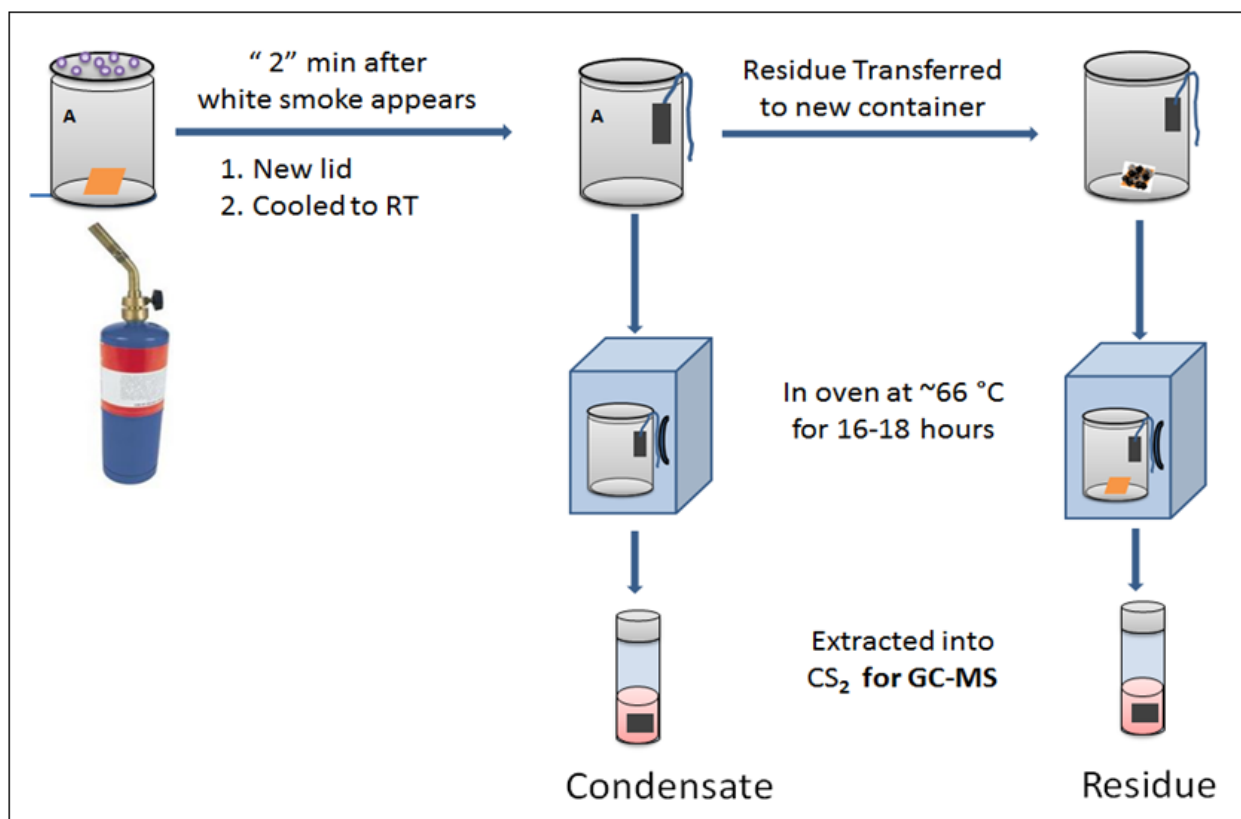 A
“ 2” min after
white smoke appears
1. New lid
2. Cooled to RT
A
Residue Transferred
to new container
In oven at ~66 °C
for 16-18 hours
Extracted into
CS₂ for GC-MS
Condensate
Residue